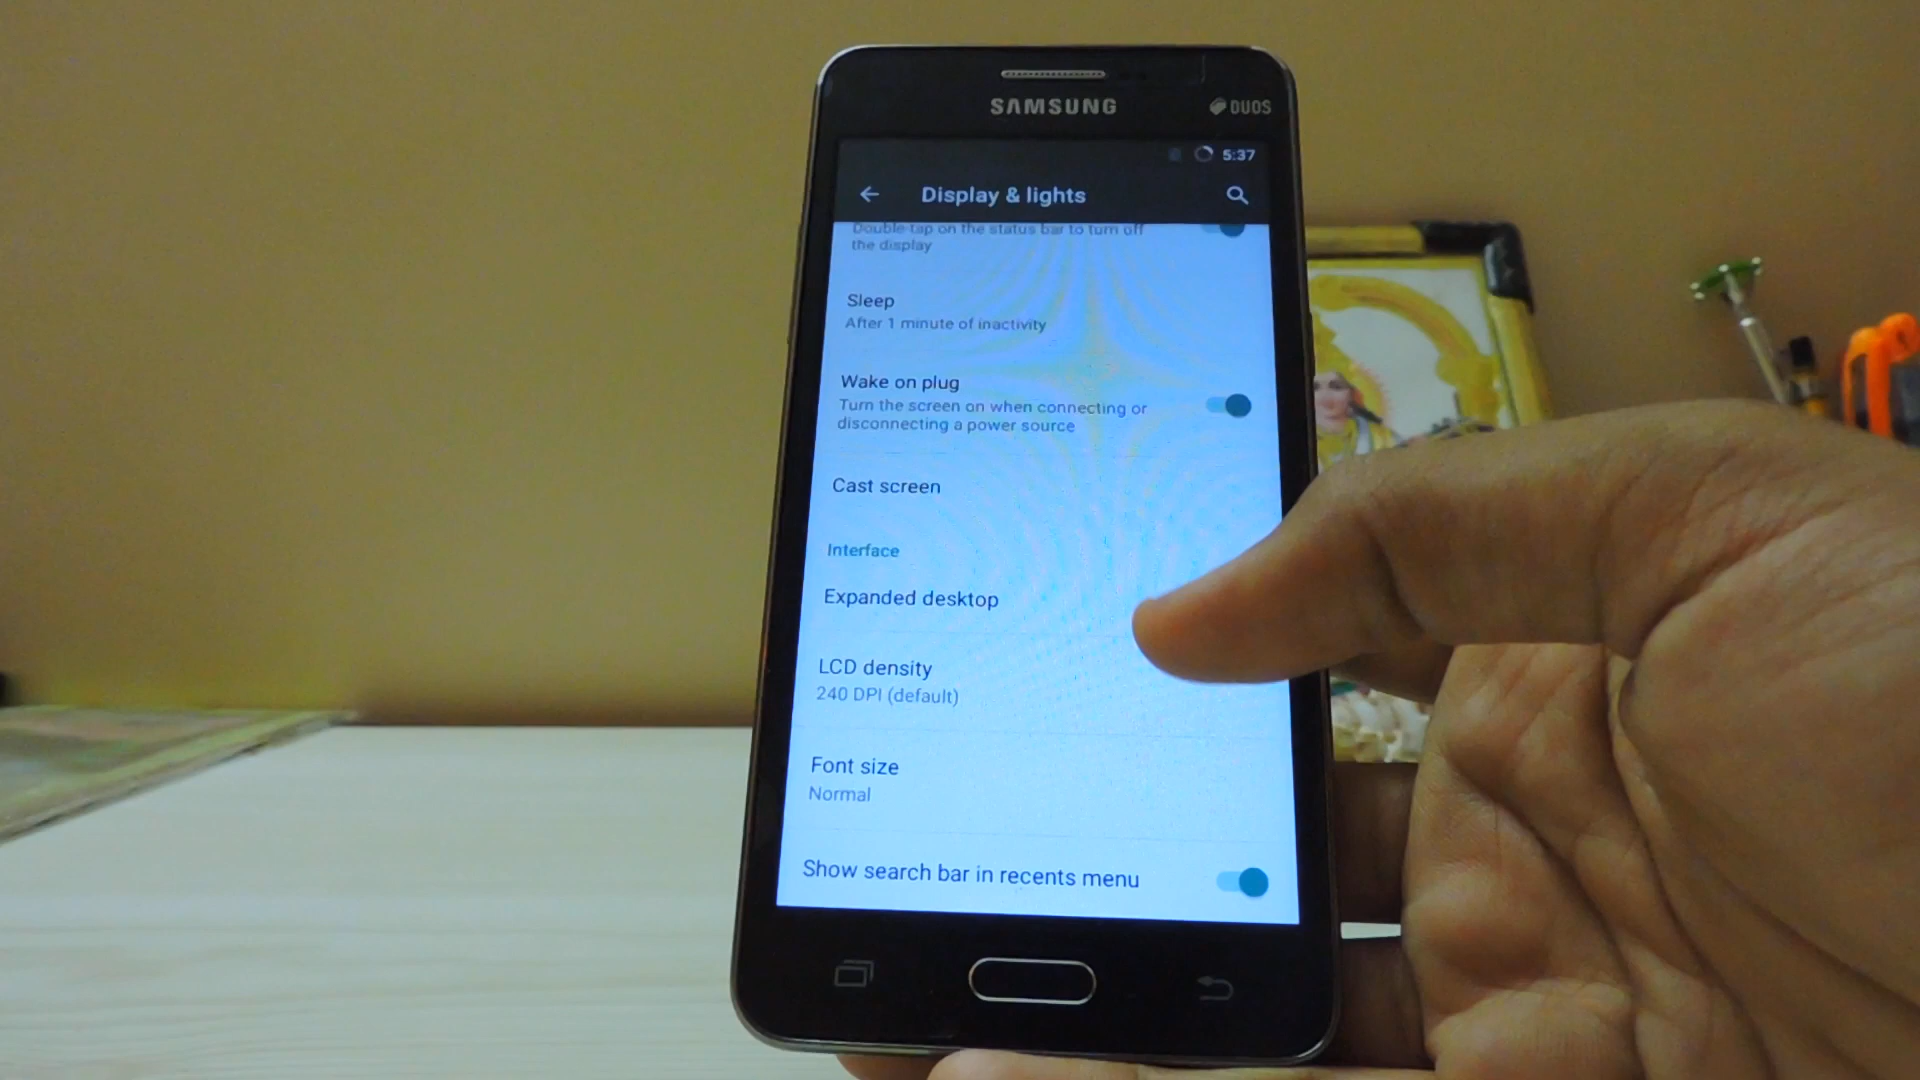 SAMSUNG
DUOS
5:37
Display & lights
Double-tap on the status bar to turn off
the display
Sleep
After 1 minute of inactivity
Wake on plug
Turn the screen on when connecting or
disconnecting a power source
Cast screen
Interface
Expanded desktop
LCD density
240 DPI (default)
Font size
Normal
Show search bar in recents menu